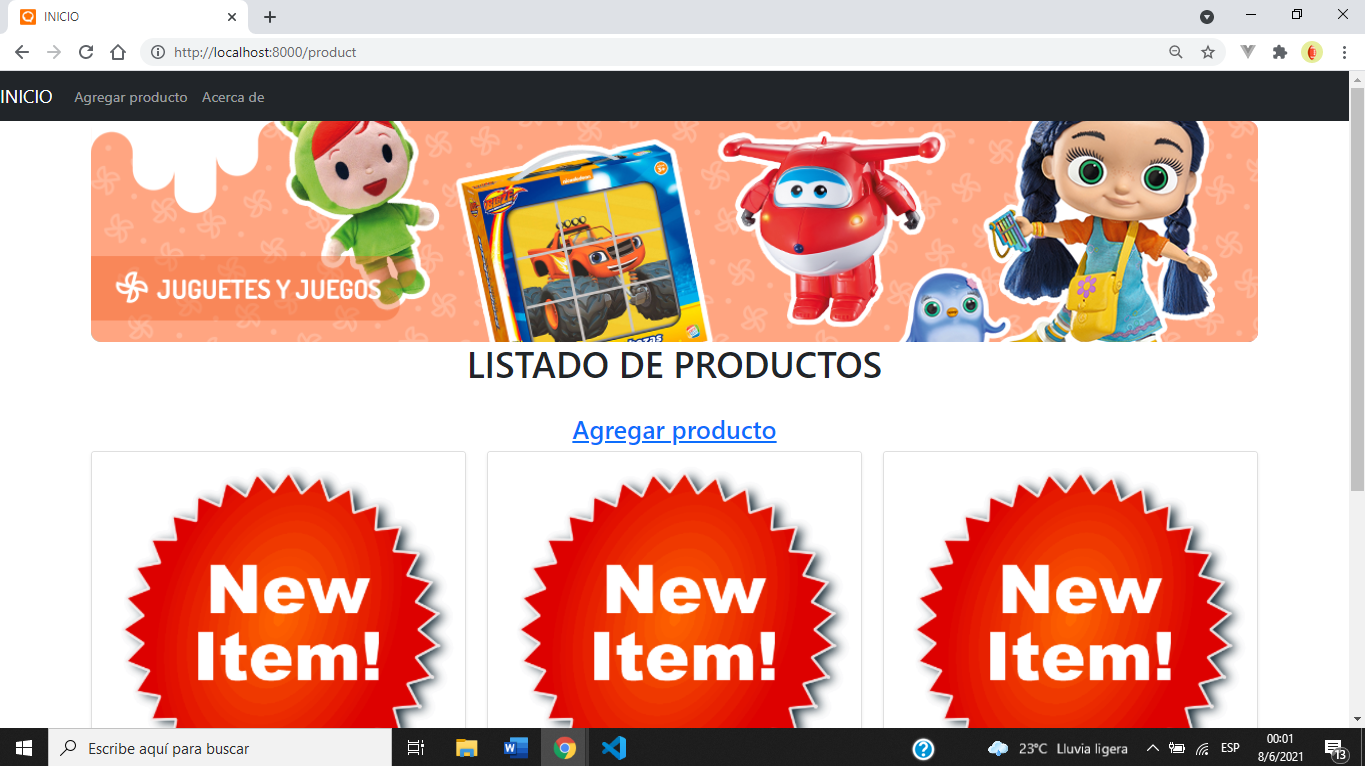 INICIO
http://localhost:8000/product
INICIO Agregar producto Acerca de
JUGUETES Y JUEGOS
LISTADO DE PRODUCTOS
Agregar producto
New
Item!
New
Item!
New
Item!
Escribe aquí para buscar
23°C Lluvia ligera
ESP
00:01
8/6/2021
13